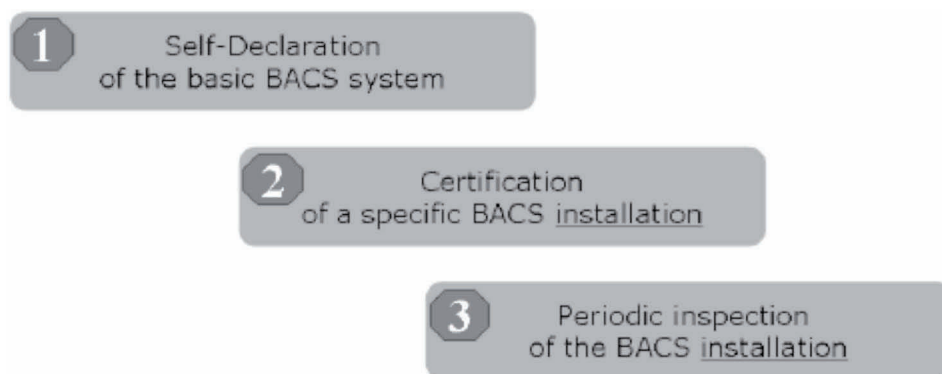 1
Self-Declaration
of the basic BACS system
2
Certification
of a specific BACS installation
3
Periodic inspection
of the BACS installation